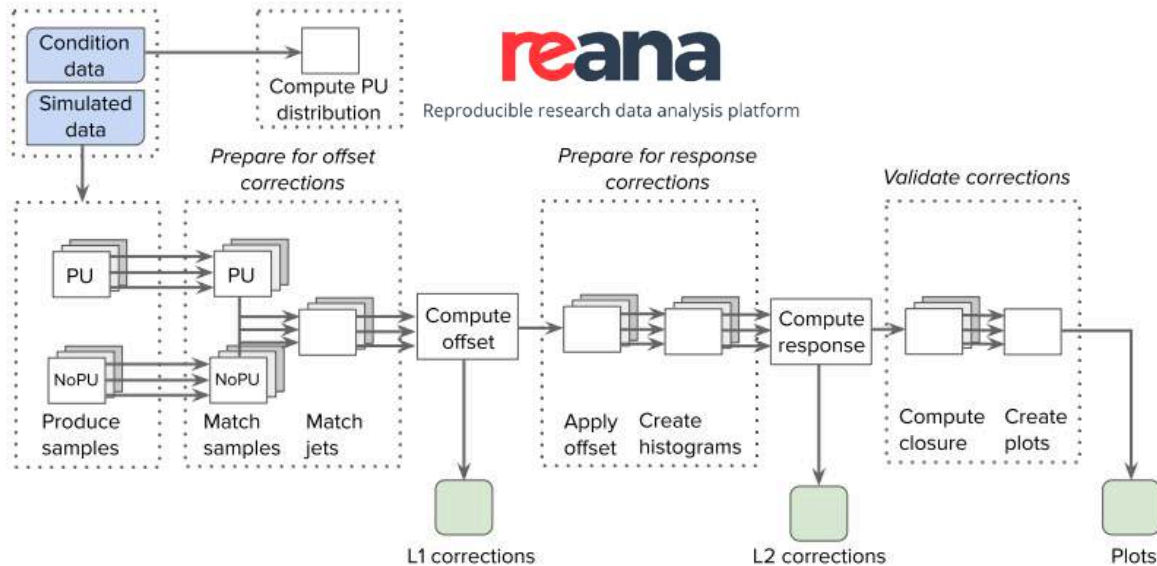 Condition
data
Simulated
data
Compute PU
distribution
reana
Reproducible research data analysis platform
Prepare for offset
corrections
Prepare for response
corrections
Validate corrections
PU
PU
NoPU
NoPU
Compute
offset
Compute
response
Produce
samples
Match
samples
Match
jets
Apply
offset
Create
histograms
Compute
closure
Create
plots
L1 corrections
L2 corrections
Plots